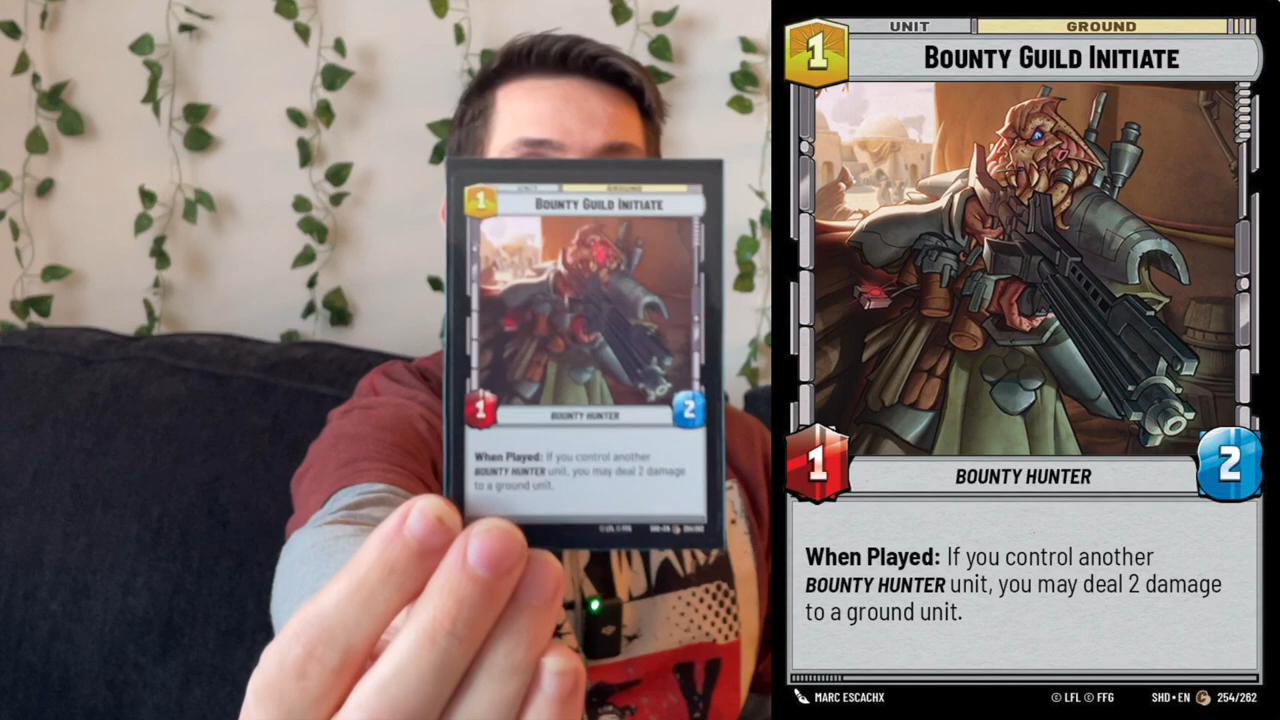 UNIT GROUND
1 BOUNTY GUILD INITIATE
1 BOUNTY HUNTER 2
When Played: If you control another
BOUNTY HUNTER unit, you may deal 2 damage
to a ground unit.
UNIT GROUND
1
BOUNTY GUILD INITIATE
1
BOUNTY HUNTER
2
When Played: If you control another
BOUNTY HUNTER unit, you may deal 2 damage
to a ground unit.
MARC ESCACHX © LFL © FFG SHD • EN C 254/262